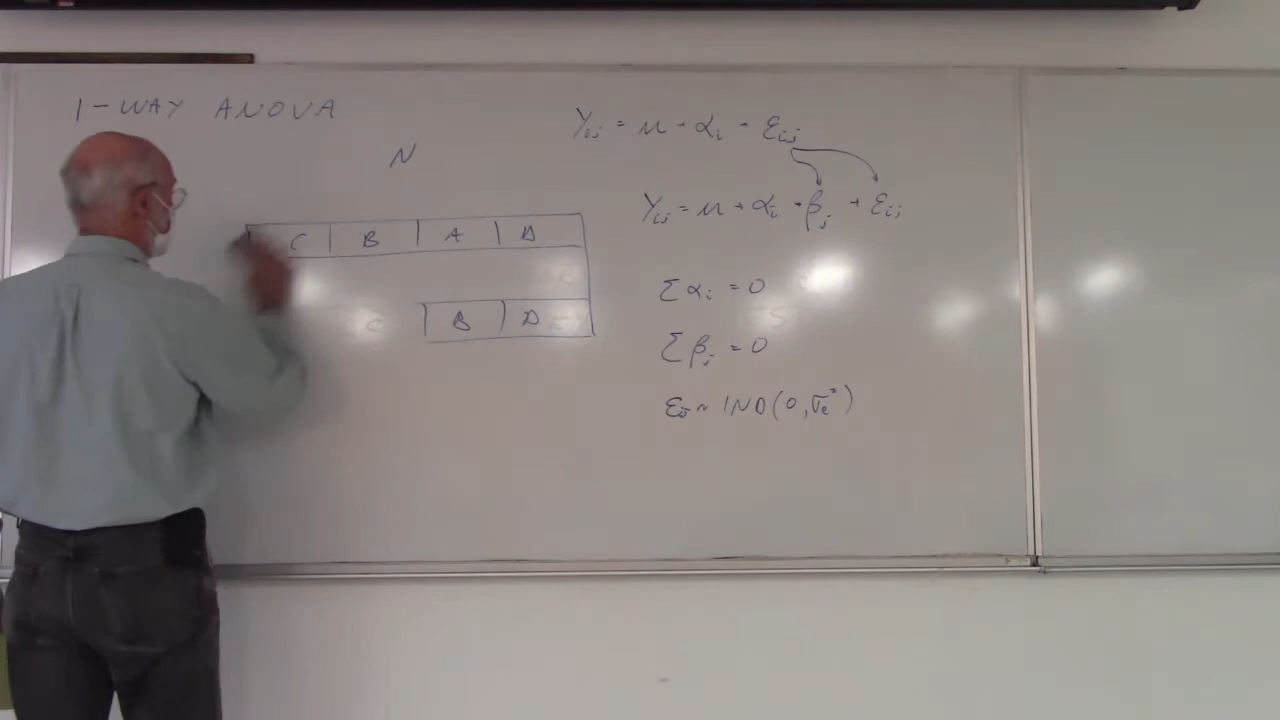 1-WAY ANOVA
N
C B A D
C B D
Yij = μ + αi + εij
Yij = μ + αi + βj + εij
Σαi = 0
Σβj = 0
εij ~ IND(0, σe²)